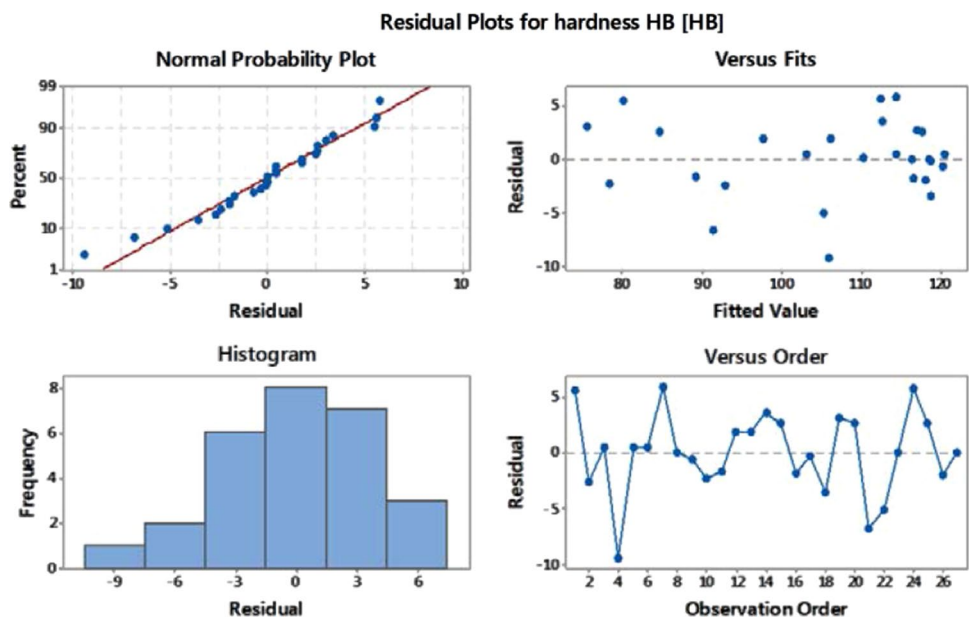 Residual Plots for hardness HB [HB]
Normal Probability Plot
99
90
50
10
1
Percent
-10 -5 0 5 10
Residual
Versus Fits
5
0
-5
-10
Residual
80 90 100 110 120
Fitted Value
Histogram
8
6
4
2
0
Frequency
-9 -6 -3 0 3 6
Residual
Versus Order
5
0
-5
-10
Residual
2 4 6 8 10 12 14 16 18 20 22 24 26
Observation Order